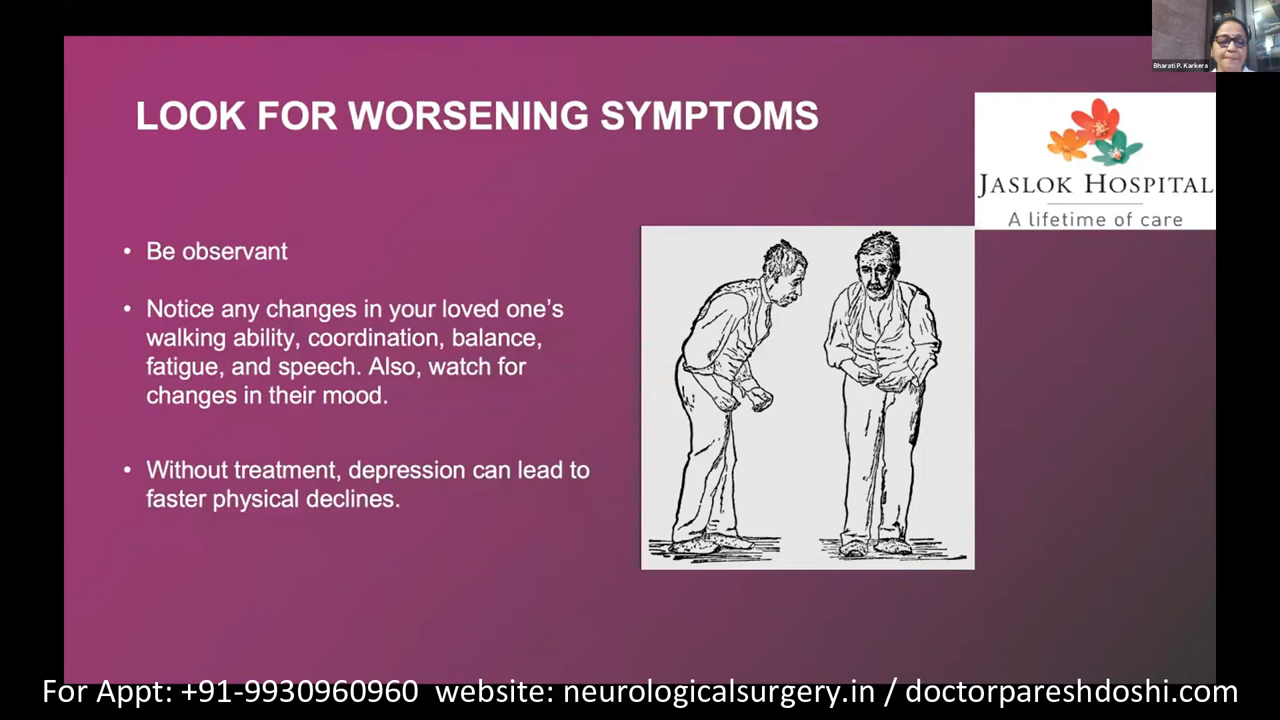 Bharati P. Karkera
LOOK FOR WORSENING SYMPTOMS
JASLOK HOSPITAL
A lifetime of care
• Be observant
• Notice any changes in your loved one’s
walking ability, coordination, balance,
fatigue, and speech. Also, watch for
changes in their mood.
• Without treatment, depression can lead to
faster physical declines.
For Appt: +91-9930960960 website: neurologicalsurgery.in / doctorpareshdoshi.com